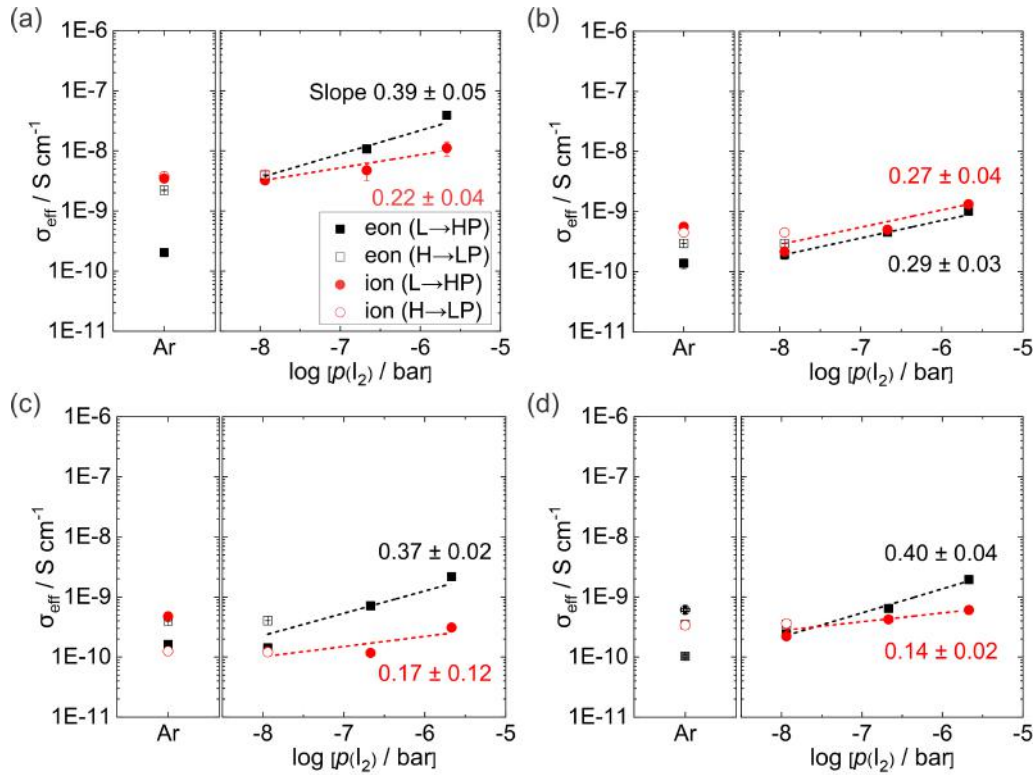 (a)
1E-6
1E-7
1E-8
1E-9
1E-10
1E-11
σeff / S cm⁻¹
Slope 0.39 ± 0.05
0.22 ± 0.04
eon (L→HP)
eon (H→LP)
ion (L→HP)
ion (H→LP)
Ar
-8 -7 -6 -5
log [p(I₂) / bar]
(b)
1E-6
1E-7
1E-8
1E-9
1E-10
1E-11
σeff / S cm⁻¹
0.27 ± 0.04
0.29 ± 0.03
Ar
-8 -7 -6 -5
log [p(I₂) / bar]
(c)
1E-6
1E-7
1E-8
1E-9
1E-10
1E-11
σeff / S cm⁻¹
0.37 ± 0.02
0.17 ± 0.12
Ar
-8 -7 -6 -5
log [p(I₂) / bar]
(d)
1E-6
1E-7
1E-8
1E-9
1E-10
1E-11
σeff / S cm⁻¹
0.40 ± 0.04
0.14 ± 0.02
Ar
-8 -7 -6 -5
log [p(I₂) / bar]